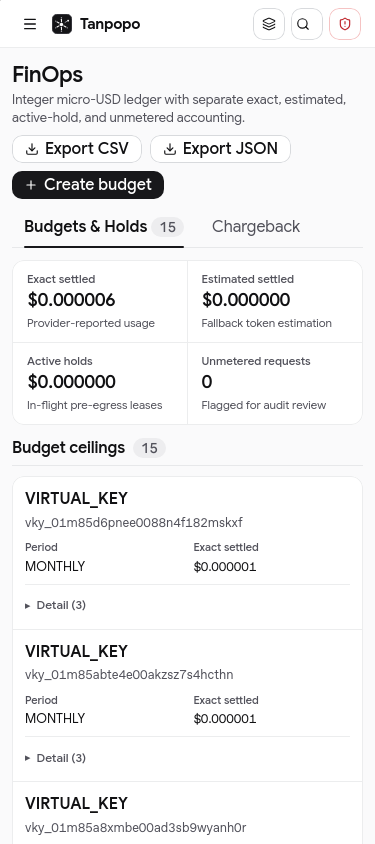 Tanpopo
FinOps
Integer micro-USD ledger with separate exact, estimated,
active-hold, and unmetered accounting.
Export CSV
Export JSON
+ Create budget
Budgets & Holds 15
Chargeback
Exact settled
$0.000006
Provider-reported usage
Estimated settled
$0.000000
Fallback token estimation
Active holds
$0.000000
In-flight pre-egress leases
Unmetered requests
0
Flagged for audit review
Budget ceilings 15
VIRTUAL_KEY
vky_01m85d6pnee0088n4f182mskxf
Period
Exact settled
MONTHLY
$0.000001
Detail (3)
VIRTUAL_KEY
vky_01m85abte4e00akzsz7s4hcthn
Period
Exact settled
MONTHLY
$0.000001
Detail (3)
VIRTUAL_KEY
vky_01m85a8xmbe00ad3sb9wyanh0r